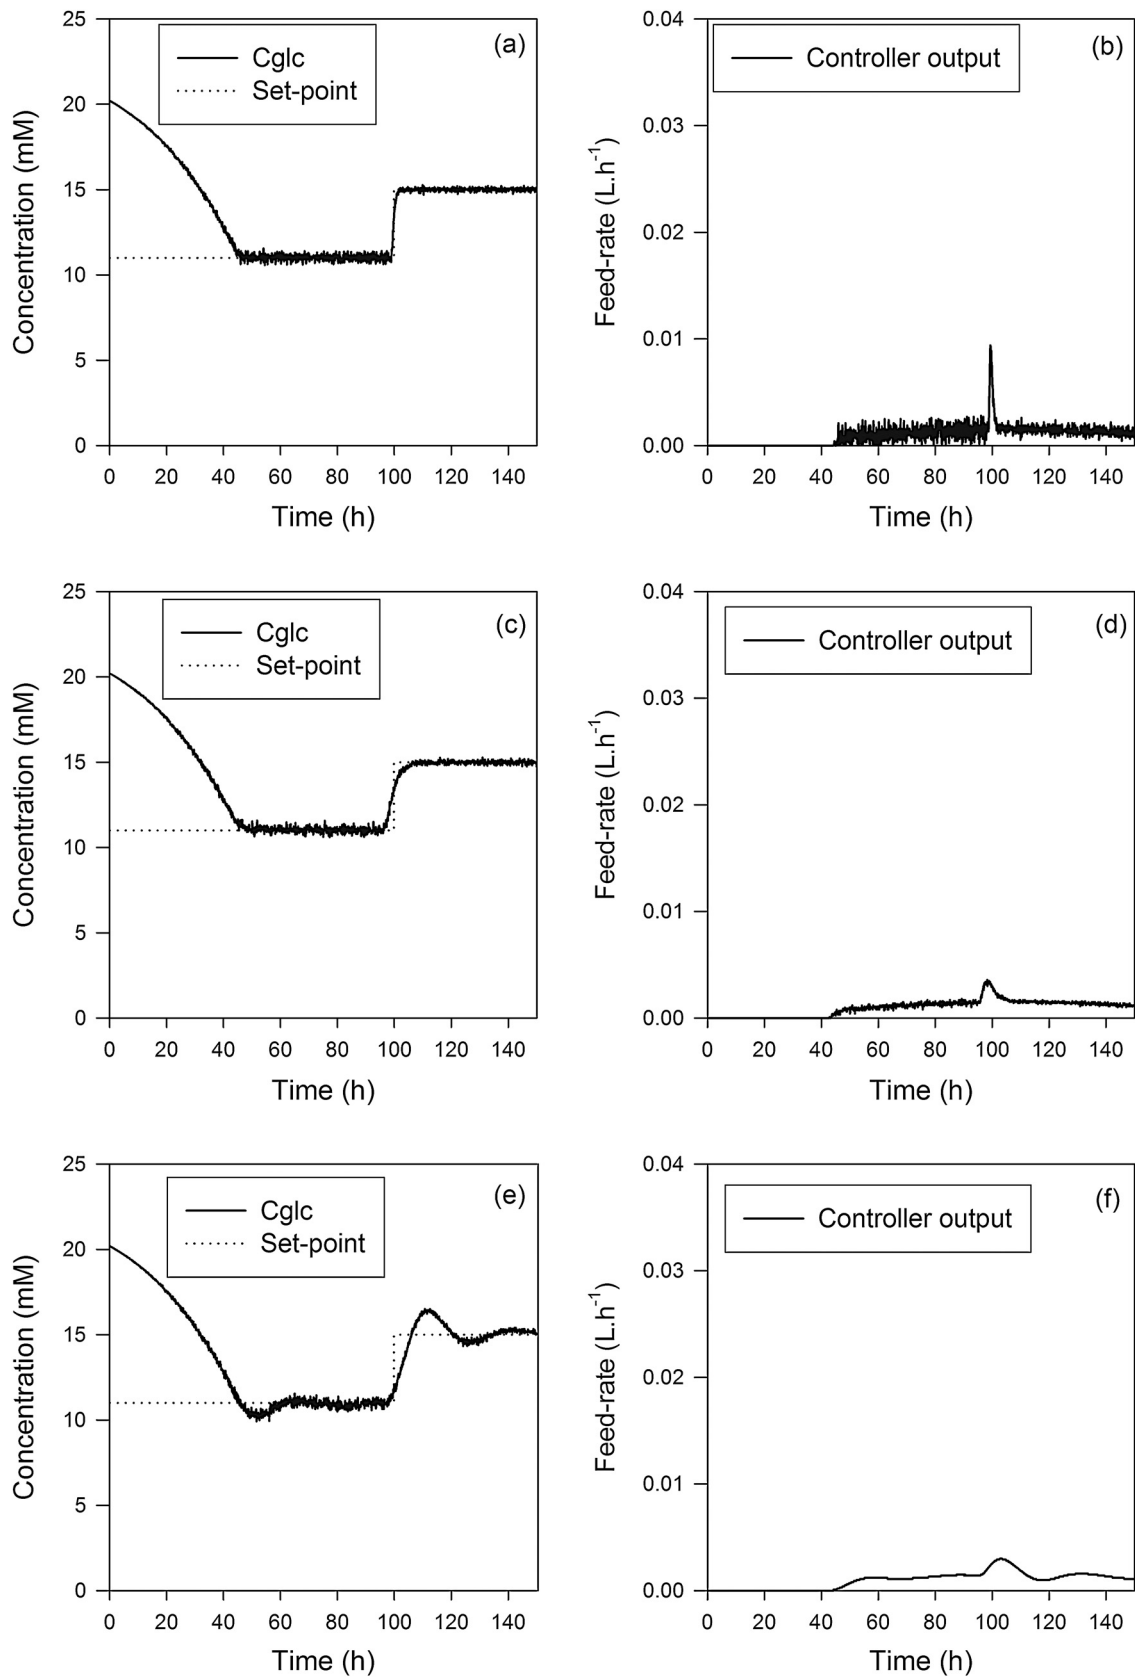 25
20
15
10
5
0
Concentration (mM)
Cglc
Set-point
(a)
0 20 40 60 80 100 120 140
Time (h)
0.04
0.03
0.02
0.01
0.00
Feed-rate (L.h-1)
Controller output
(b)
0 20 40 60 80 100 120 140
Time (h)
25
20
15
10
5
0
Concentration (mM)
Cglc
Set-point
(c)
0 20 40 60 80 100 120 140
Time (h)
0.04
0.03
0.02
0.01
0.00
Feed-rate (L.h-1)
Controller output
(d)
0 20 40 60 80 100 120 140
Time (h)
25
20
15
10
5
0
Concentration (mM)
Cglc
Set-point
(e)
0 20 40 60 80 100 120 140
Time (h)
0.04
0.03
0.02
0.01
0.00
Feed-rate (L.h-1)
Controller output
(f)
0 20 40 60 80 100 120 140
Time (h)